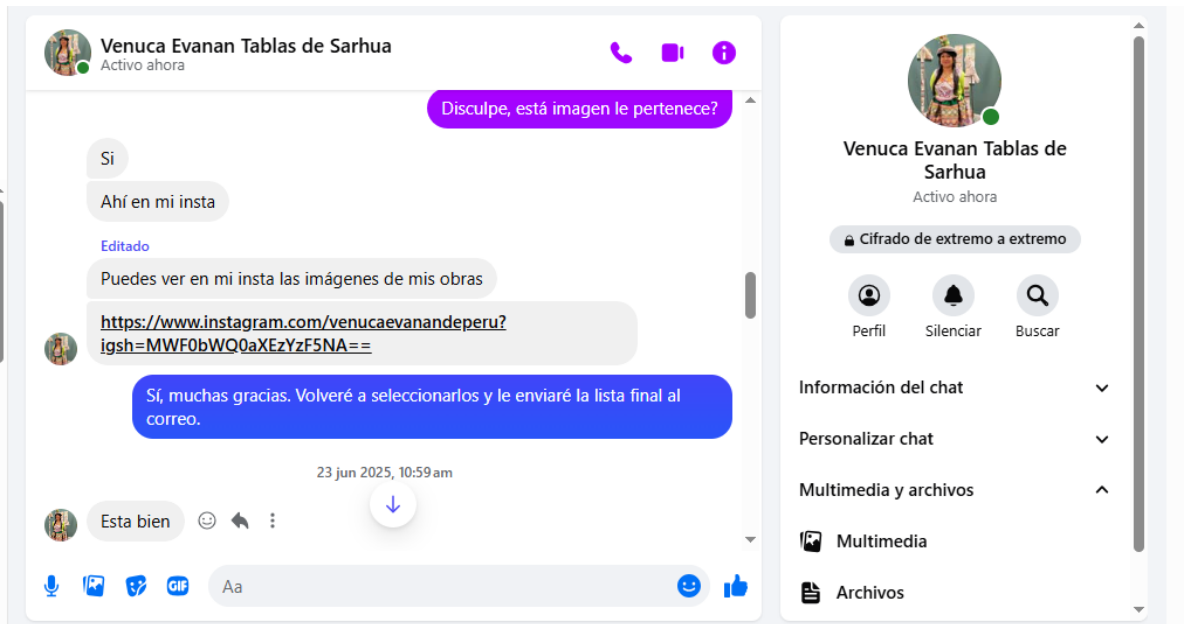 Venuca Evanan Tablas de Sarhua
Activo ahora
Disculpe, está imagen le pertenece?
Si
Ahí en mi insta
Editado
Puedes ver en mi insta las imágenes de mis obras
https://www.instagram.com/venucaevanandeperu?
igsh=MWF0bWQ0aXEzYzF5NA==
Sí, muchas gracias. Volveré a seleccionarlos y le enviaré la lista final al
correo.
23 jun 2025, 10:59 am
Esta bien
GIF
Aa
Venuca Evanan Tablas de
Sarhua
Activo ahora
Cifrado de extremo a extremo
Perfil
Silenciar
Buscar
Información del chat
Personalizar chat
Multimedia y archivos
Multimedia
Archivos